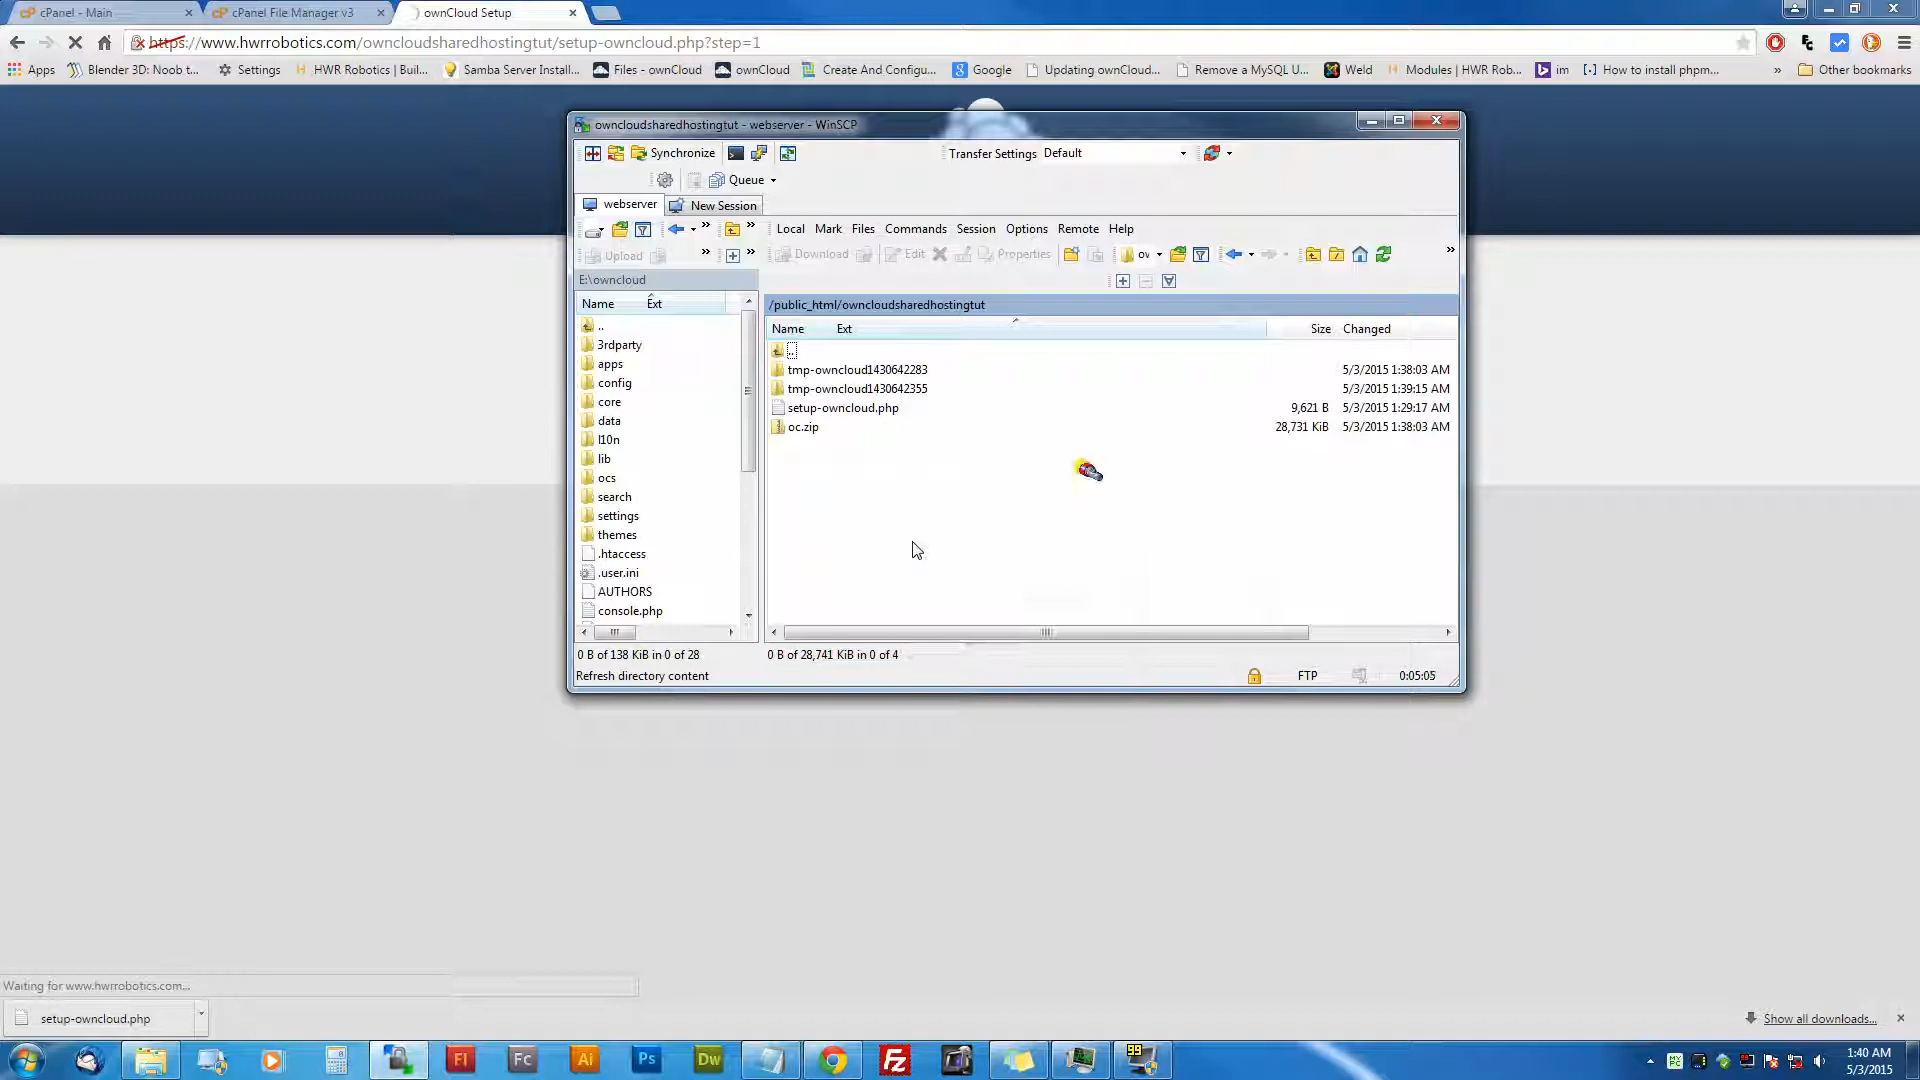 cPanel - Main
cPanel File Manager v3
ownCloud Setup
https://www.hwrrobotics.com/owncloudsharedhostingtut/setup-owncloud.php?step=1
Apps
Blender 3D: Noob t...
Settings
HWR Robotics | Buil...
Samba Server Install...
Files - ownCloud
ownCloud
Create And Configu...
Google
Updating ownCloud...
Remove a MySQL U...
Weld
Modules | HWR Rob...
im
How to install phpm...
»
Other bookmarks
owncloudsharedhostingtut - webserver - WinSCP
Synchronize
Transfer Settings Default
Queue
webserver
New Session
Local Mark Files Commands Session Options Remote Help
Upload
Download
Edit
Properties
ov
E:\owncloud
/public_html/owncloudsharedhostingtut
Name Ext
Name Ext Size Changed
..
3rdparty
apps
config
core
data
l10n
lib
ocs
search
settings
themes
.htaccess
.user.ini
AUTHORS
console.php
..
tmp-owncloud1430642283 5/3/2015 1:38:03 AM
tmp-owncloud1430642355 5/3/2015 1:39:15 AM
setup-owncloud.php 9,621 B 5/3/2015 1:29:17 AM
oc.zip 28,731 KiB 5/3/2015 1:38:03 AM
0 B of 138 KiB in 0 of 28
0 B of 28,741 KiB in 0 of 4
Refresh directory content
FTP
0:05:05
Waiting for www.hwrrobotics.com...
setup-owncloud.php
Show all downloads...
Fl
Fc
Ai
Ps
Dw
Fz
99
1:40 AM
5/3/2015